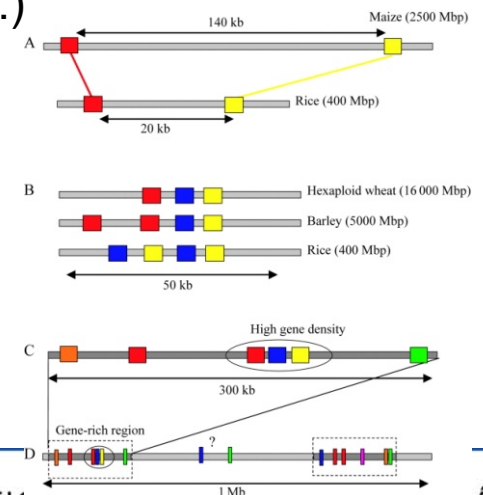 .)
140 kb
Maize (2500 Mbp)
A
Rice (400 Mbp)
20 kb
B
Hexaploid wheat (16 000 Mbp)
Barley (5000 Mbp)
Rice (400 Mbp)
50 kb
High gene density
C
300 kb
Gene-rich region
?
D
1 Mb